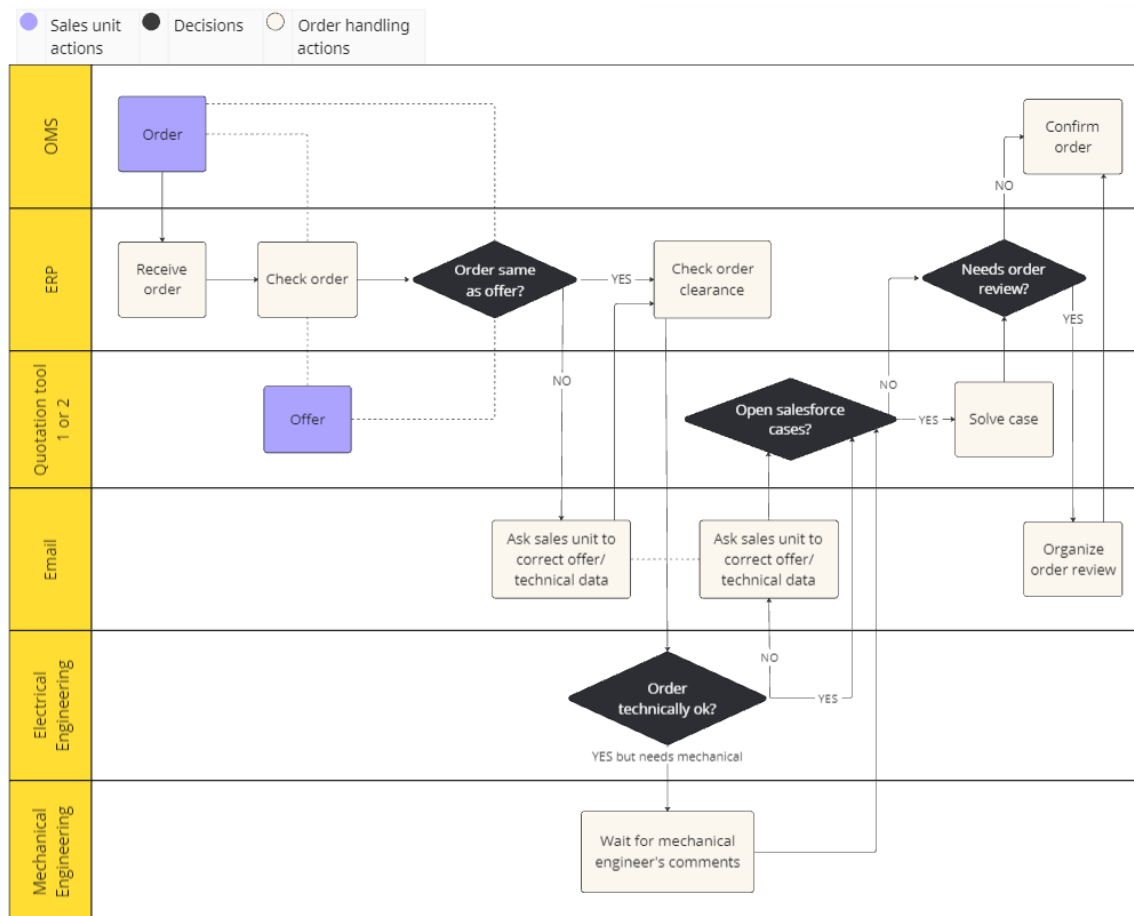 Sales unit
actions
Decisions
Order handling
actions
OMS
Order
Confirm
order
NO
ERP
Receive
order
Check order
Order same
as offer?
YES
Check order
clearance
Needs order
review?
YES
NO
Quotation tool
1 or 2
Offer
Open salesforce
cases?
NO
YES
Solve case
Email
Ask sales unit to
correct offer/
technical data
Ask sales unit to
correct offer/
technical data
Organize
order review
Electrical
Engineering
NO
Order
technically ok?
YES
YES but needs mechanical
Mechanical
Engineering
Wait for mechanical
engineer's comments